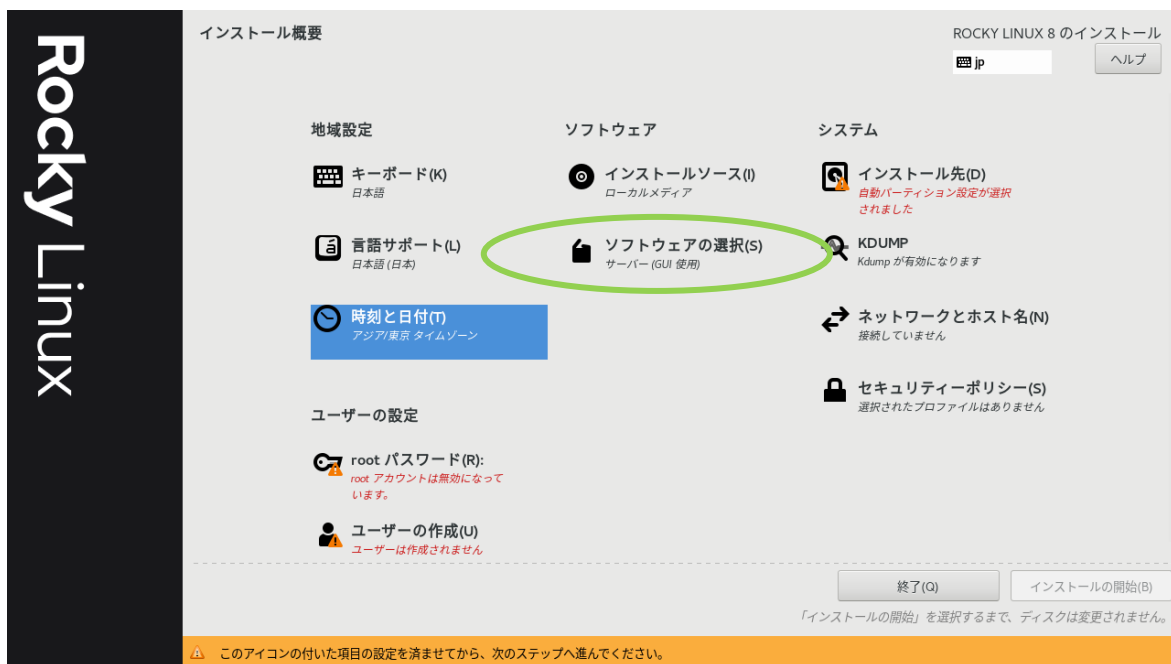 Rocky Linux
インストール概要
ROCKY LINUX 8 のインストール
jp
ヘルプ
地域設定
キーボード(K)
日本語
言語サポート(L)
日本語 (日本)
時刻と日付(T)
アジア/東京 タイムゾーン
ソフトウェア
インストールソース(I)
ローカルメディア
ソフトウェアの選択(S)
サーバー (GUI 使用)
システム
インストール先(D)
自動パーティション設定が選択
されました
KDUMP
Kdump が有効になります
ネットワークとホスト名(N)
接続していません
セキュリティーポリシー(S)
選択されたプロファイルはありません
ユーザーの設定
root パスワード(R):
root アカウントは無効になって
います。
ユーザーの作成(U)
ユーザーは作成されません
終了(Q)
インストールの開始(B)
「インストールの開始」を選択するまで、ディスクは変更されません。
このアイコンの付いた項目の設定を済ませてから、次のステップへ進んでください。